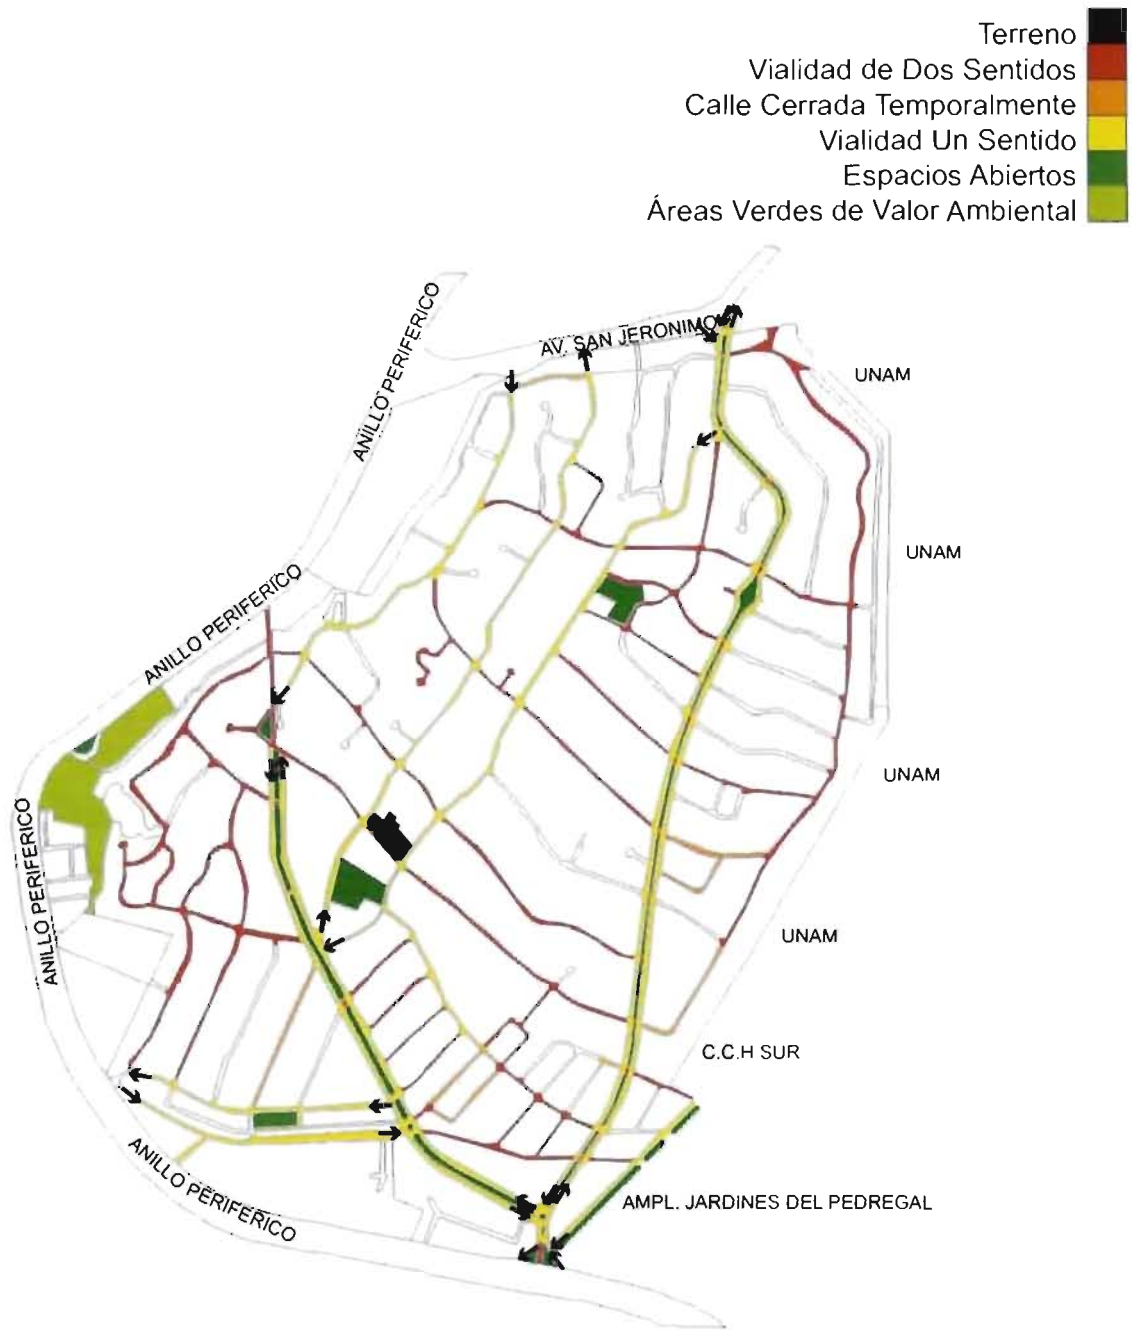 Terreno
Vialidad de Dos Sentidos
Calle Cerrada Temporalmente
Vialidad Un Sentido
Espacios Abiertos
Áreas Verdes de Valor Ambiental
ANILLO PERIFERICO
AV. SAN JERONIMO
UNAM
UNAM
ANILLO PERIFERICO
UNAM
ANILLO PERIFERICO
UNAM
C.C.H SUR
ANILLO PERIFERICO
AMPL. JARDINES DEL PEDREGAL